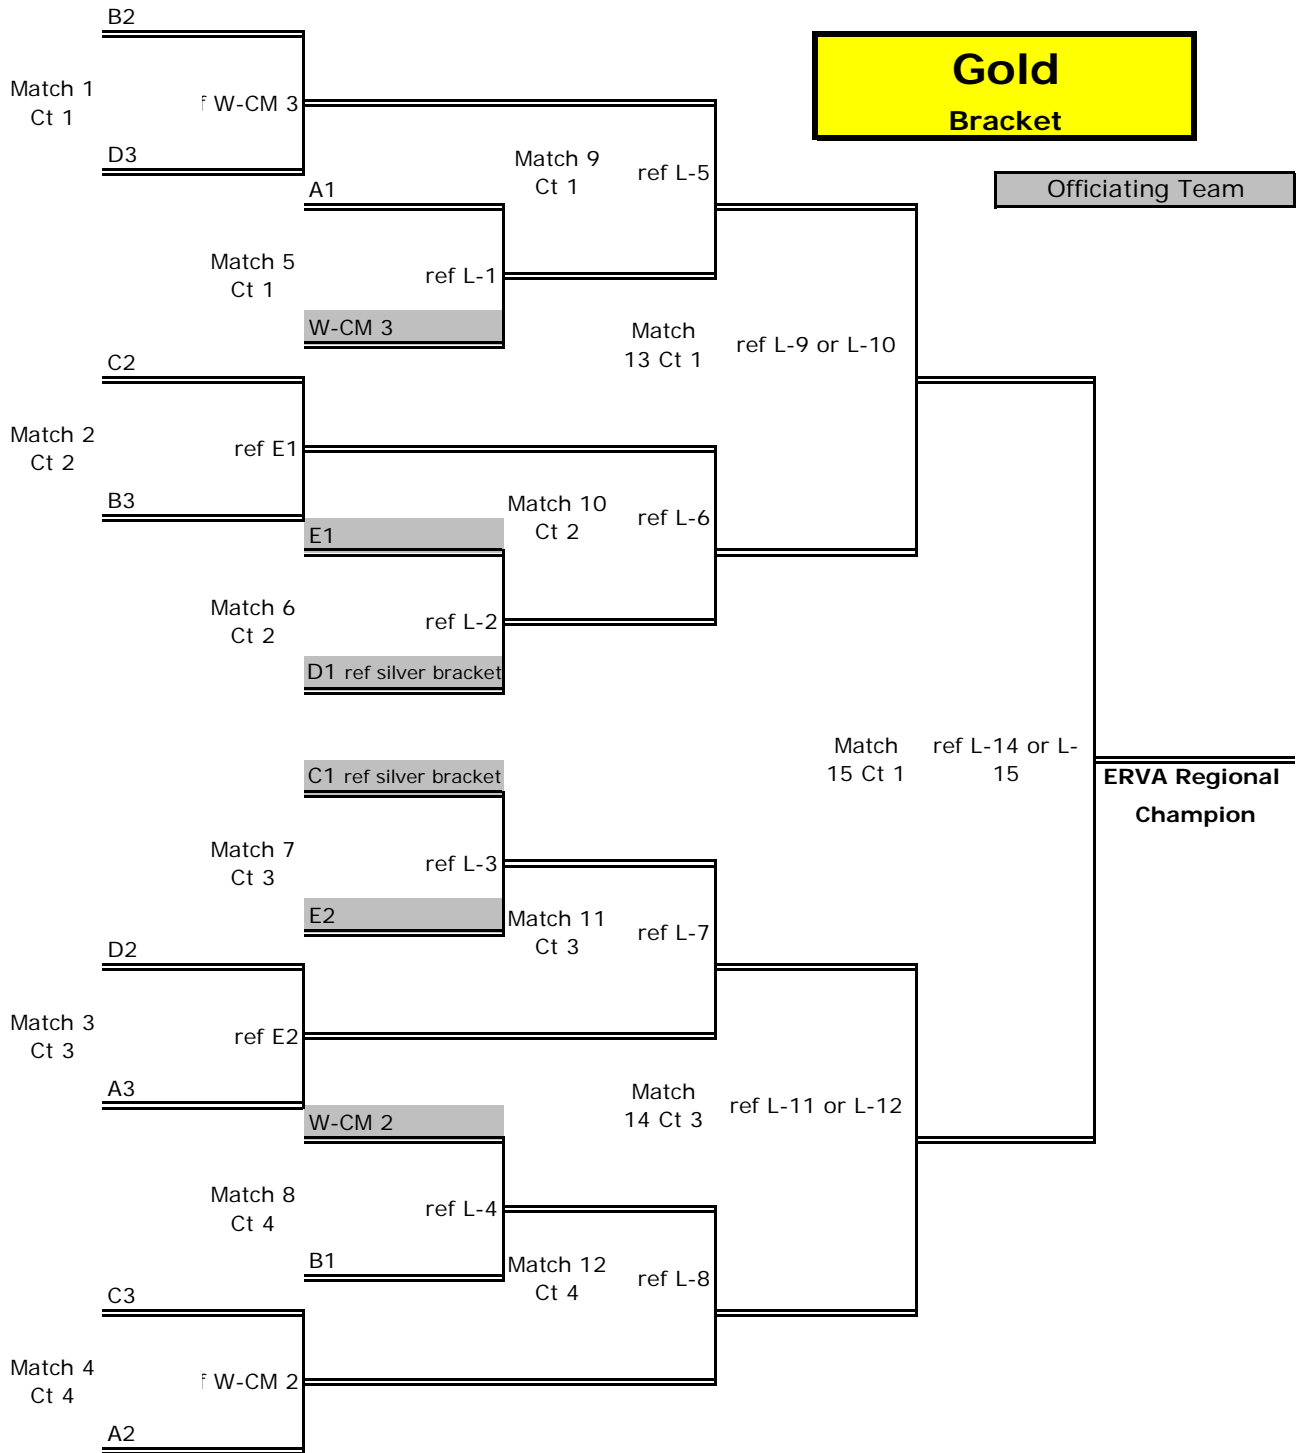 B2
Gold
Bracket
Match 1
Ct 1
W-CM 3
D3
Match 9
Ct 1
ref L-5
Officiating Team
A1
Match 5
Ct 1
ref L-1
W-CM 3
Match
13 Ct 1
ref L-9 or L-10
C2
Match 2
Ct 2
ref E1
B3
Match 10
Ct 2
ref L-6
E1
Match 6
Ct 2
ref L-2
D1 ref silver bracket
Match
15 Ct 1
ref L-14 or L-
15
C1 ref silver bracket
ERVA Regional
Champion
Match 7
Ct 3
ref L-3
E2
Match 11
Ct 3
ref L-7
D2
Match 3
Ct 3
ref E2
A3
Match
14 Ct 3
ref L-11 or L-12
W-CM 2
Match 8
Ct 4
ref L-4
B1
Match 12
Ct 4
ref L-8
C3
Match 4
Ct 4
W-CM 2
A2